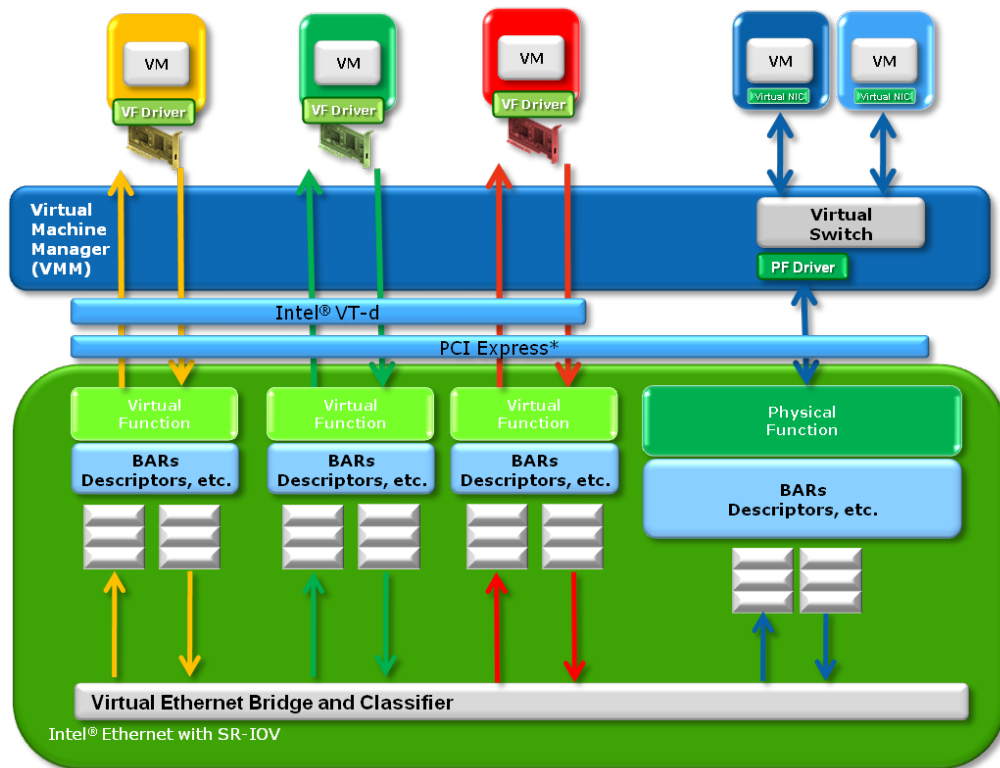 VM
VM
VM
VM
VM
VF Driver
VF Driver
VF Driver
Virtual NIC
Virtual NIC
Virtual
Machine
Manager
(VMM)
Virtual
Switch
PF Driver
Intel® VT-d
PCI Express*
Virtual
Function
Virtual
Function
Virtual
Function
Physical
Function
BARs
Descriptors, etc.
BARs
Descriptors, etc.
BARs
Descriptors, etc.
BARs
Descriptors, etc.
Virtual Ethernet Bridge and Classifier
Intel® Ethernet with SR-IOV